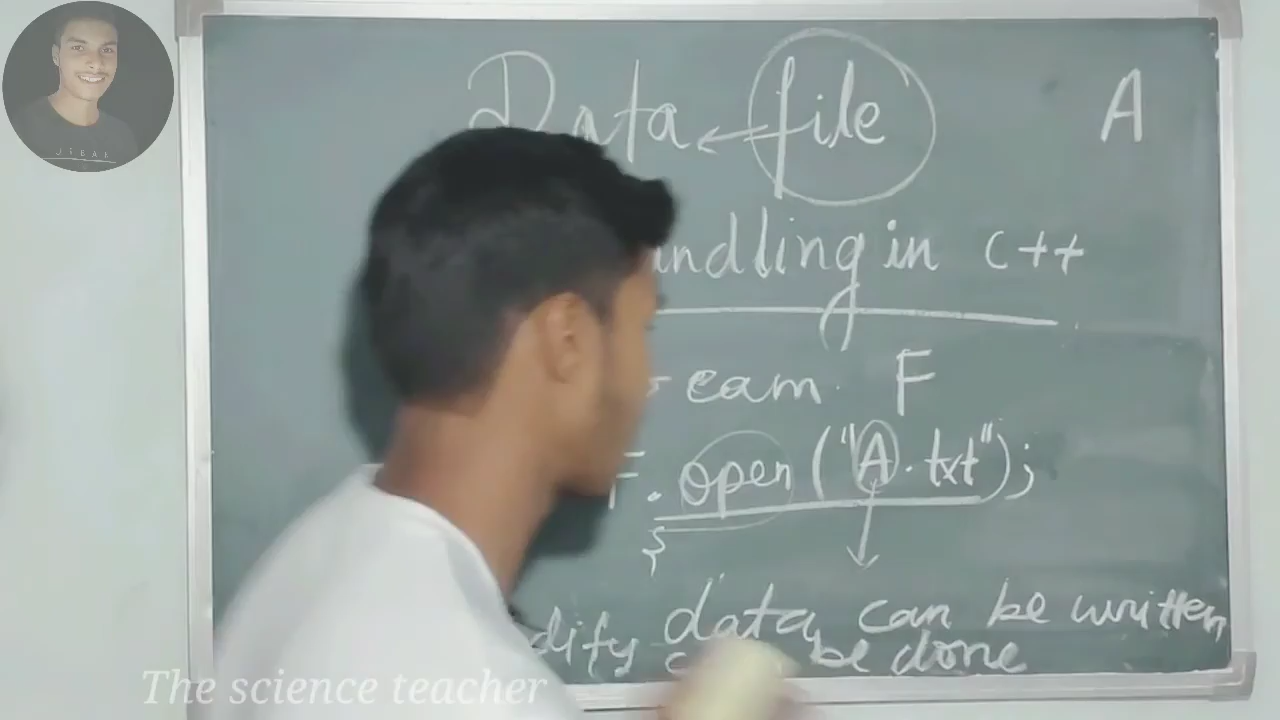 Data file A
ndling in C++
eam F
F.open("A.txt");
data can be written
dify be done
The science teacher